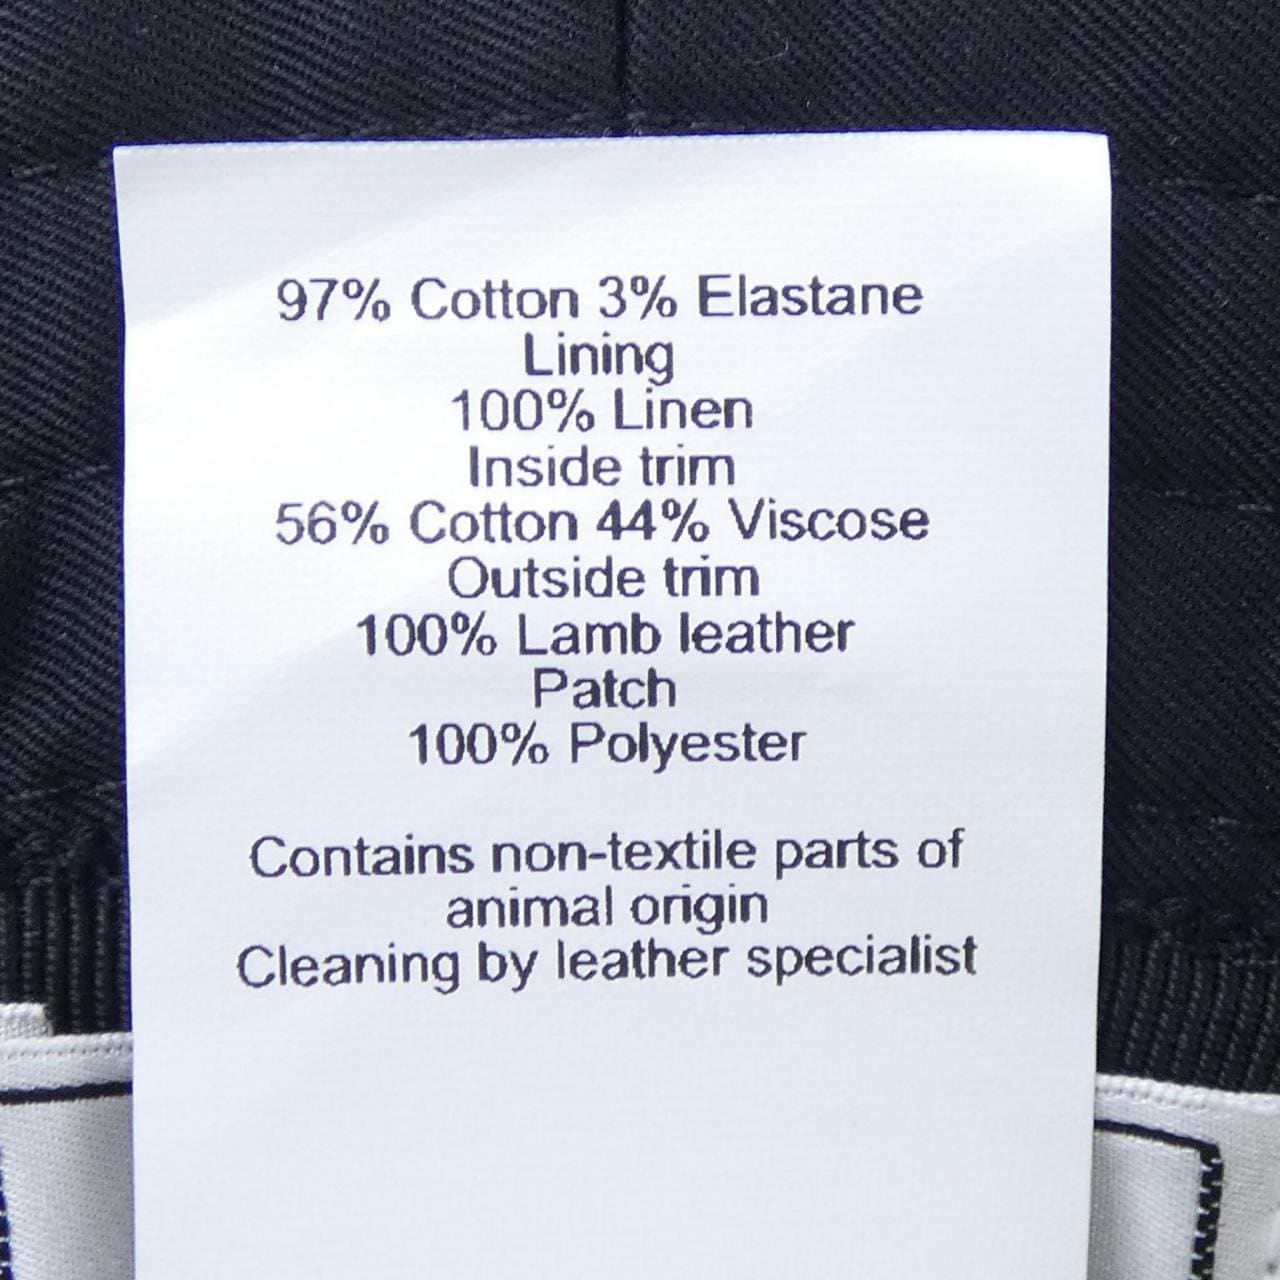 97% Cotton 3% Elastane
Lining
100% Linen
Inside trim
56% Cotton 44% Viscose
Outside trim
100% Lamb leather
Patch
100% Polyester
Contains non-textile parts of
animal origin
Cleaning by leather specialist